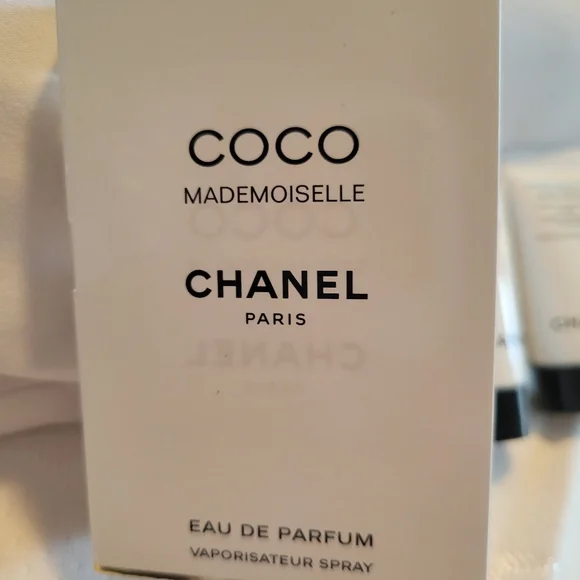 COCO
MADEMOISELLE
CHANEL
PARIS
EAU DE PARFUM
VAPORISATEUR SPRAY